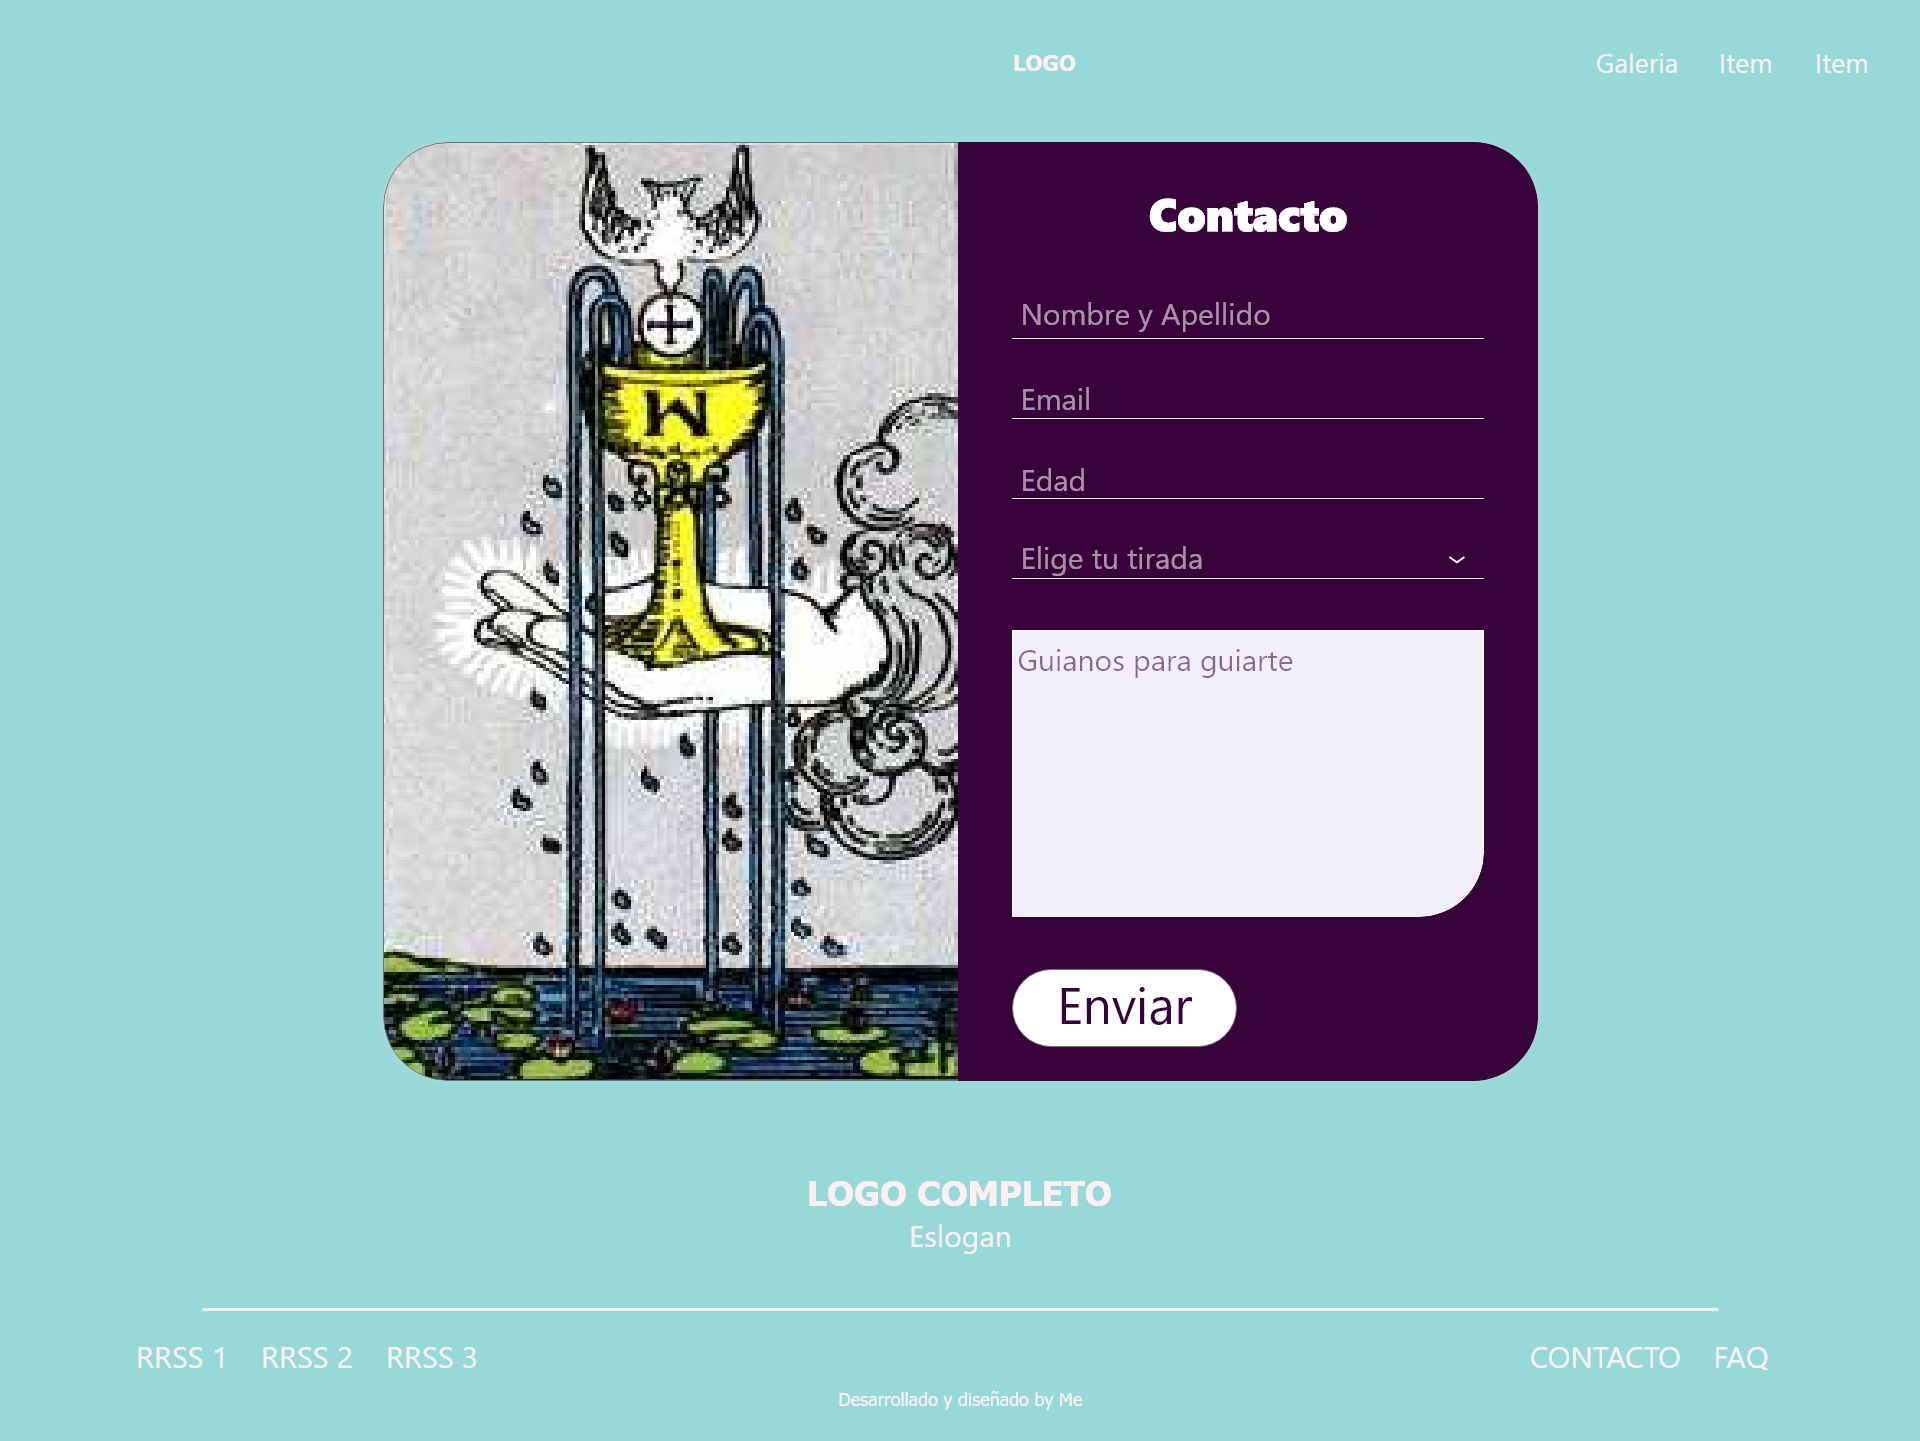 LOGO
Galeria Item Item
Contacto
Nombre y Apellido
Email
Edad
Elige tu tirada
Guianos para guiarte
Enviar
LOGO COMPLETO
Eslogan
RRSS 1 RRSS 2 RRSS 3
CONTACTO FAQ
Desarrollado y diseñado by Me